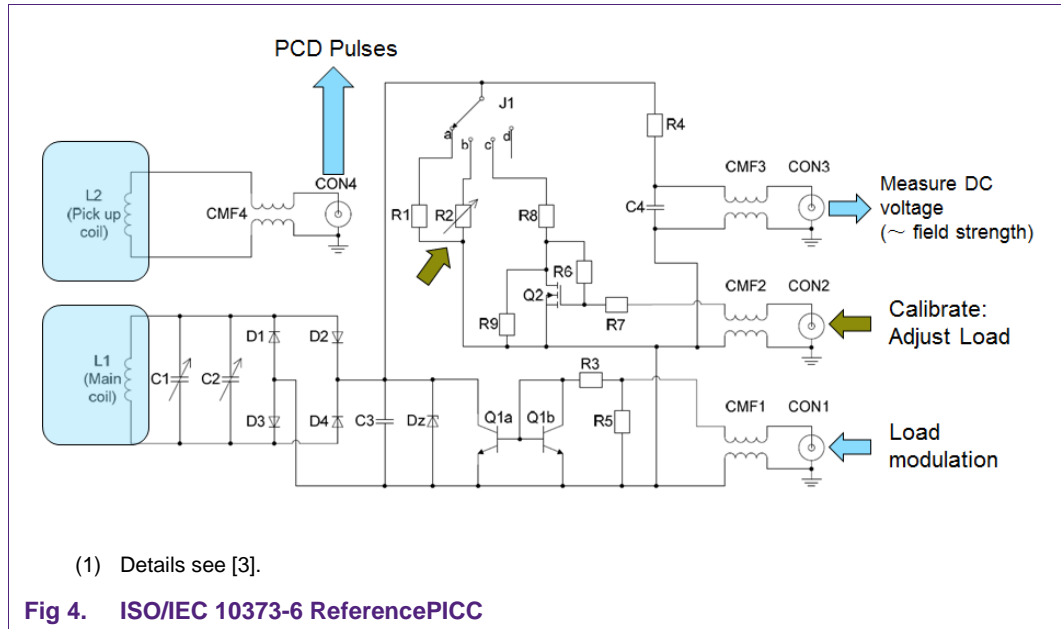 PCD Pulses
J1
a
b
c
d
R4
CMF3
CON3
L2
(Pick up
coil)
CMF4
CON4
R1
R2
R8
C4
Measure DC
voltage
(～ field strength)
R6
Q2
R9
R7
CMF2
CON2
Calibrate:
Adjust Load
L1
(Main
coil)
C1
C2
D1
D2
D3
D4
C3
Dz
Q1a
Q1b
R3
R5
CMF1
CON1
Load
modulation
(1) Details see [3].
Fig 4. ISO/IEC 10373-6 ReferencePICC